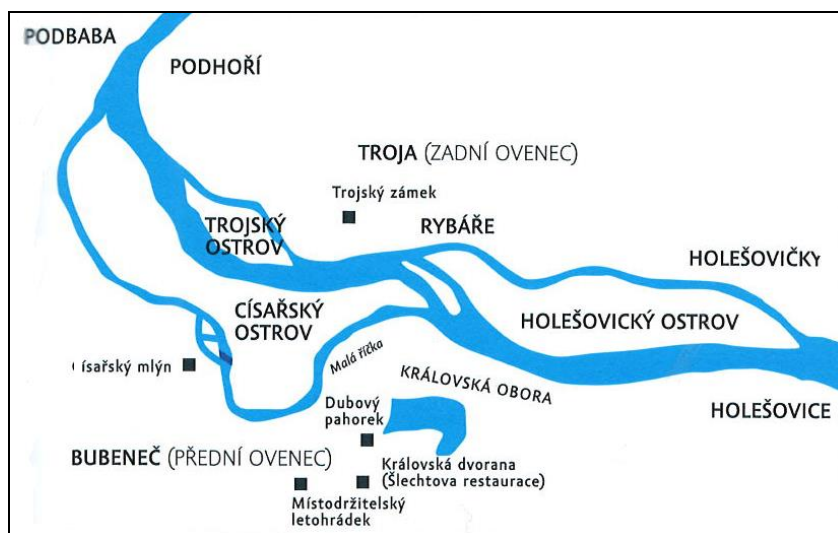 PODBABA
PODHOŘÍ
TROJA (ZADNÍ OVENEC)
Trojský zámek
TROJSKÝ
OSTROV
RYBÁŘE
HOLEŠOVIČKY
CÍSAŘSKÝ
OSTROV
HOLEŠOVICKÝ OSTROV
ísařský mlýn
Malá říčka
KRÁLOVSKÁ OBORA
HOLEŠOVICE
Dubový
pahorek
BUBENEČ (PŘEDNÍ OVENEC)
Královská dvorana
(Šlechtova restaurace)
Místodržitelský
letohrádek